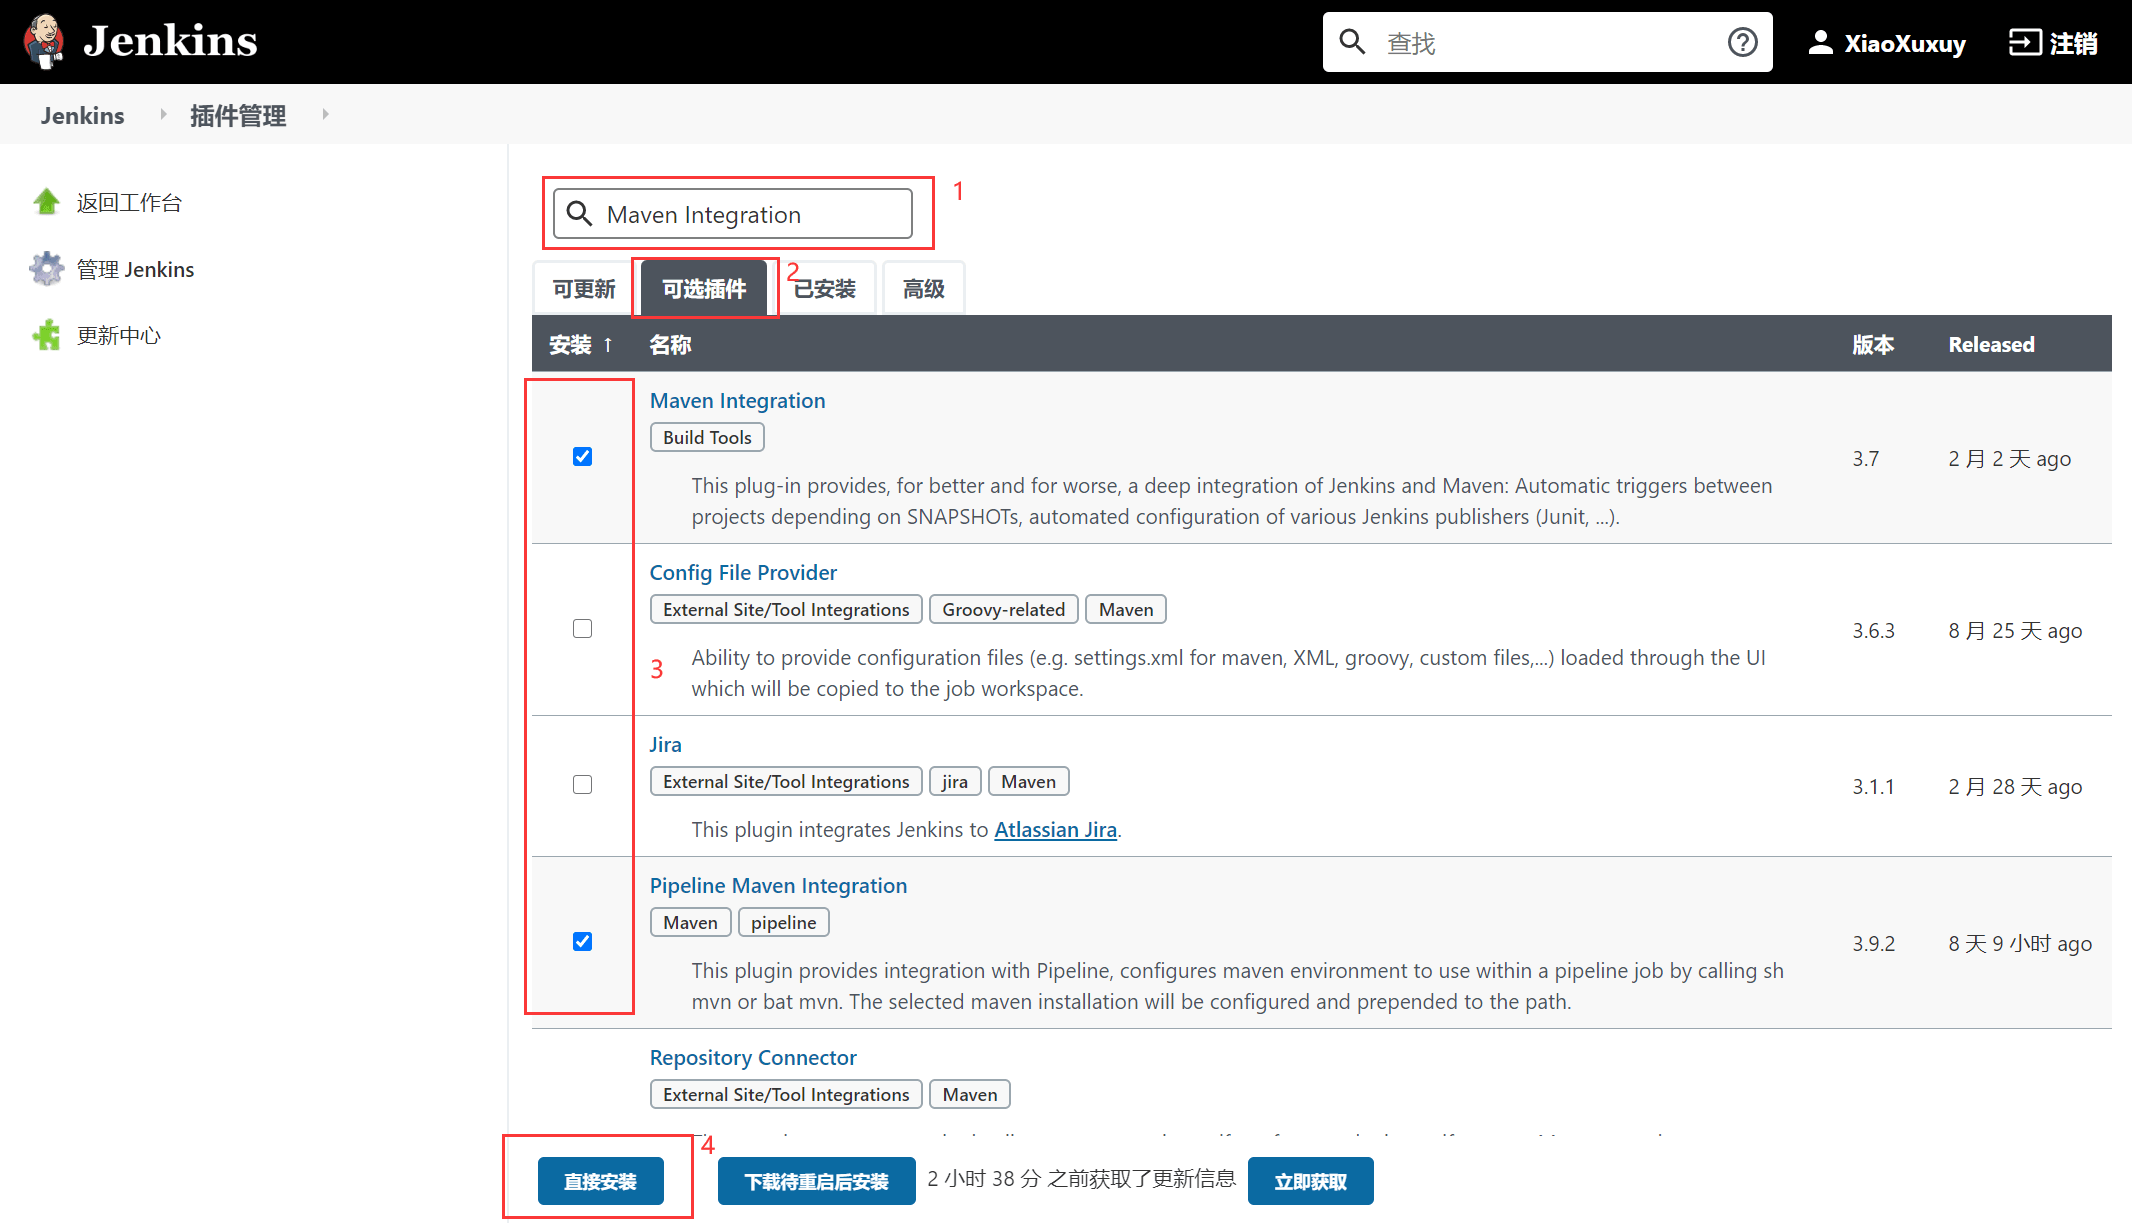 Jenkins
查找
XiaoXuxuy
注销
Jenkins
插件管理
返回工作台
管理 Jenkins
更新中心
Maven Integration
1
可更新
可选插件
2
已安装
高级
安装 ↑ 名称 版本 Released
Maven Integration
Build Tools
This plug-in provides, for better and for worse, a deep integration of Jenkins and Maven: Automatic triggers between
projects depending on SNAPSHOTs, automated configuration of various Jenkins publishers (Junit, ...).
3.7
2 月 2 天 ago
Config File Provider
External Site/Tool Integrations Groovy-related Maven
3
Ability to provide configuration files (e.g. settings.xml for maven, XML, groovy, custom files,...) loaded through the UI
which will be copied to the job workspace.
3.6.3
8 月 25 天 ago
Jira
External Site/Tool Integrations jira Maven
This plugin integrates Jenkins to Atlassian Jira.
3.1.1
2 月 28 天 ago
Pipeline Maven Integration
Maven pipeline
This plugin provides integration with Pipeline, configures maven environment to use within a pipeline job by calling sh
mvn or bat mvn. The selected maven installation will be configured and prepended to the path.
3.9.2
8 天 9 小时 ago
Repository Connector
External Site/Tool Integrations Maven
4
直接安装
下载待重启后安装
2 小时 38 分 之前获取了更新信息
立即获取